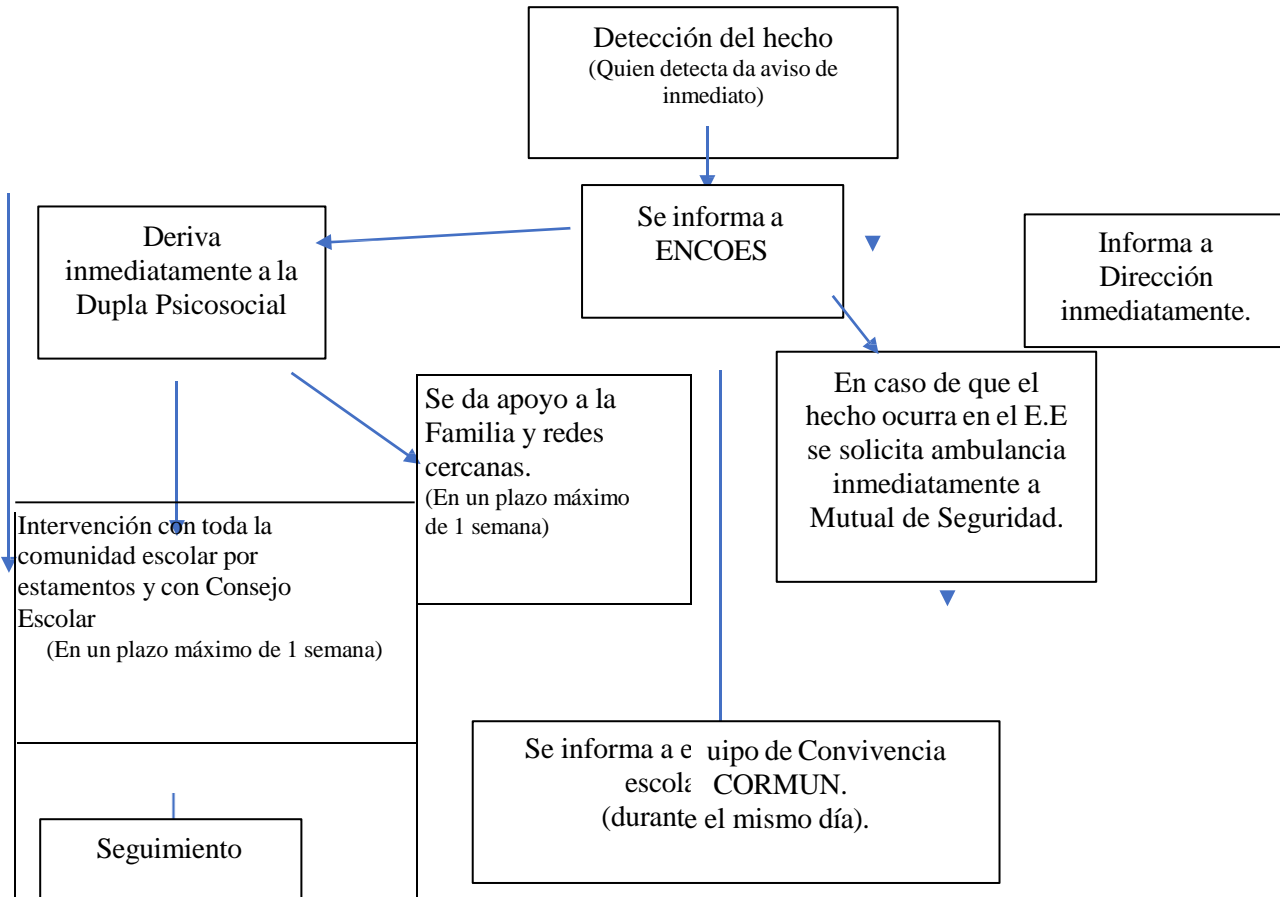 Detección del hecho
(Quien detecta da aviso de
inmediato)
Se informa a
ENCOES
Deriva
inmediatamente a la
Dupla Psicosocial
Informa a
Dirección
inmediatamente.
Se da apoyo a la
Familia y redes
cercanas.
(En un plazo máximo
de 1 semana)
En caso de que el
hecho ocurra en el E.E
se solicita ambulancia
inmediatamente a
Mutual de Seguridad.
Intervención con toda la
comunidad escolar por
estamentos y con Consejo
Escolar
(En un plazo máximo de 1 semana)
Se informa a e uipo de Convivencia
escola CORMUN.
(durante el mismo día).
Seguimiento